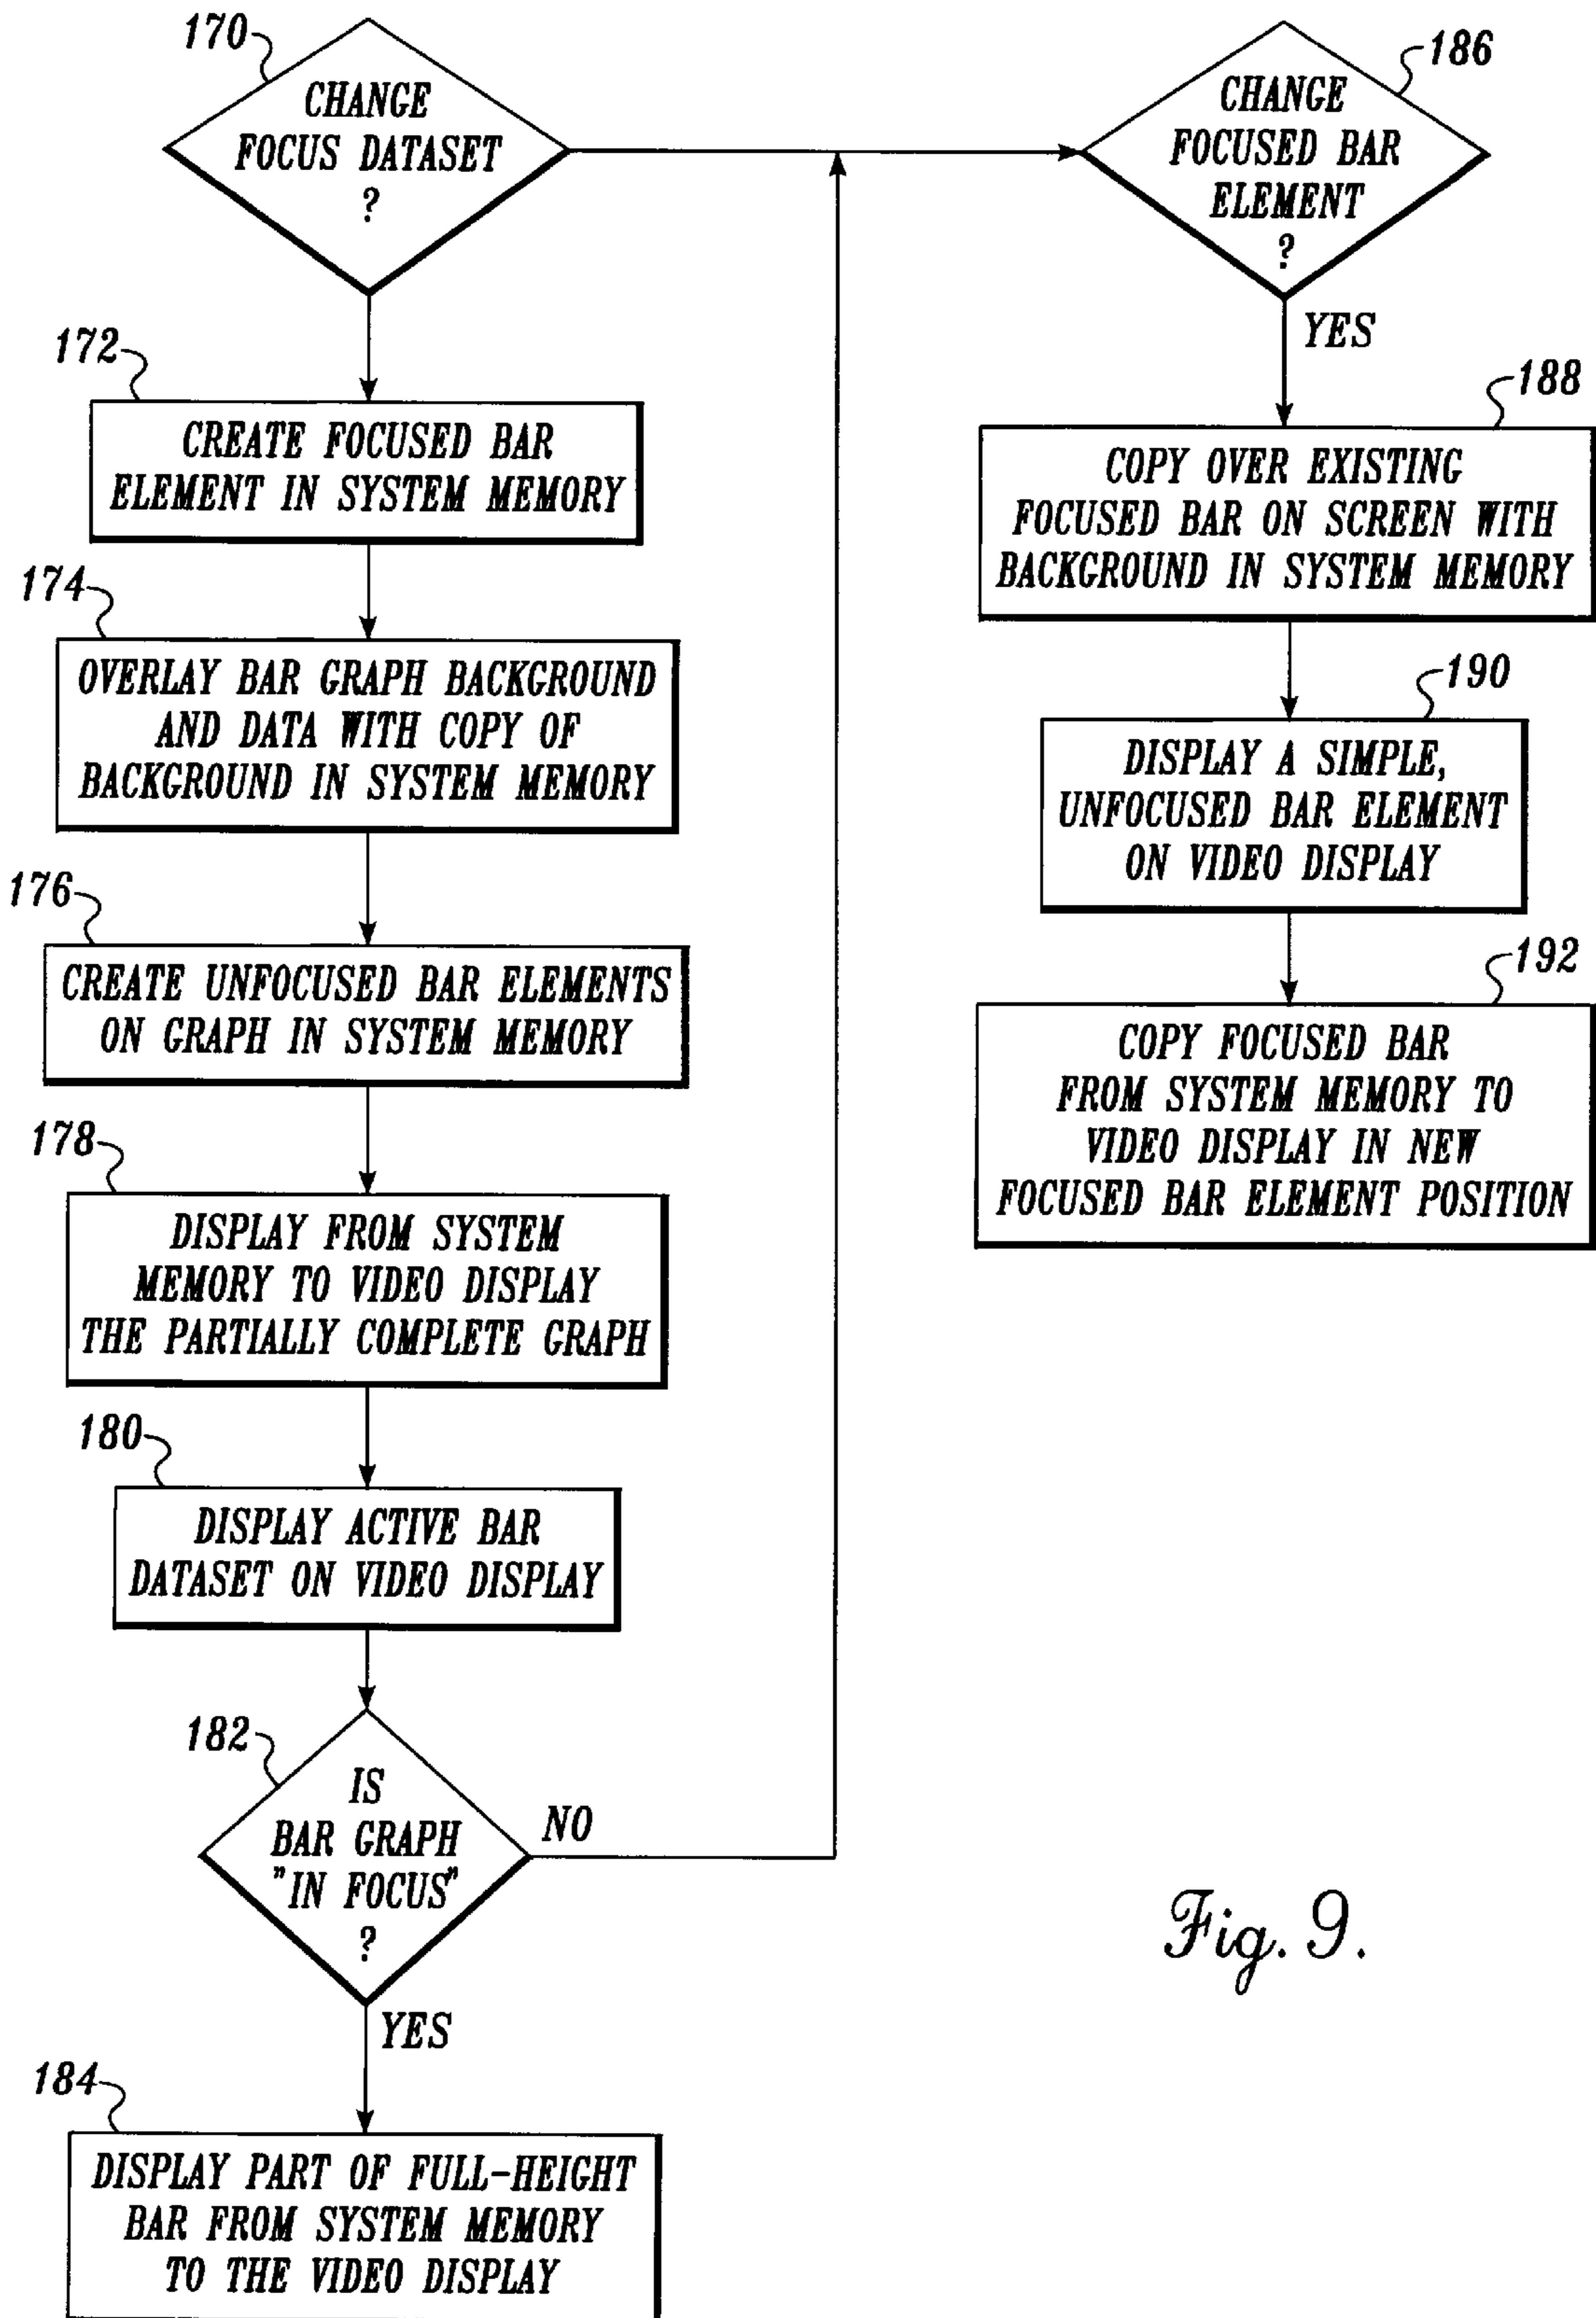 170
CHANGE
FOCUS DATASET
?
172
CREATE FOCUSED BAR
ELEMENT IN SYSTEM MEMORY
174
OVERLAY BAR GRAPH BACKGROUND
AND DATA WITH COPY OF
BACKGROUND IN SYSTEM MEMORY
176
CREATE UNFOCUSED BAR ELEMENTS
ON GRAPH IN SYSTEM MEMORY
178
DISPLAY FROM SYSTEM
MEMORY TO VIDEO DISPLAY
THE PARTIALLY COMPLETE GRAPH
180
DISPLAY ACTIVE BAR
DATASET ON VIDEO DISPLAY
182
IS
BAR GRAPH
"IN FOCUS"
?
NO
YES
184
DISPLAY PART OF FULL-HEIGHT
BAR FROM SYSTEM MEMORY
TO THE VIDEO DISPLAY
186
CHANGE
FOCUSED BAR
ELEMENT
?
YES
188
COPY OVER EXISTING
FOCUSED BAR ON SCREEN WITH
BACKGROUND IN SYSTEM MEMORY
190
DISPLAY A SIMPLE,
UNFOCUSED BAR ELEMENT
ON VIDEO DISPLAY
192
COPY FOCUSED BAR
FROM SYSTEM MEMORY TO
VIDEO DISPLAY IN NEW
FOCUSED BAR ELEMENT POSITION
Fig. 9.